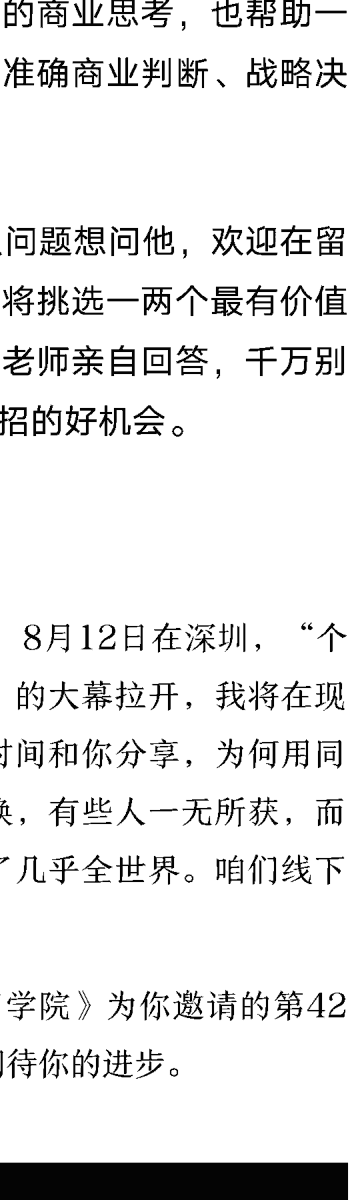 的商业思考，也帮助一
准确商业判断、战略决
问题想问他，欢迎在留
将挑选一两个最有价值
老师亲自回答，千万别
招的好机会。
8月12日在深圳，“个
的大幕拉开，我将在现
时间和你分享，为何用同
换，有些人一无所获，而
了几乎全世界。咱们线下
学院》为你邀请的第42
期待你的进步。